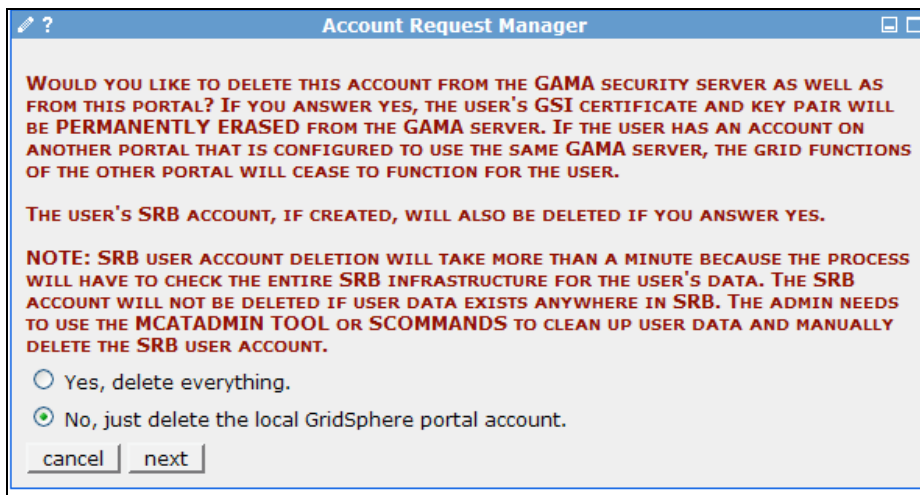 ? Account Request Manager
WOULD YOU LIKE TO DELETE THIS ACCOUNT FROM THE GAMA SECURITY SERVER AS WELL AS
FROM THIS PORTAL? IF YOU ANSWER YES, THE USER'S GSI CERTIFICATE AND KEY PAIR WILL
BE PERMANENTLY ERASED FROM THE GAMA SERVER. IF THE USER HAS AN ACCOUNT ON
ANOTHER PORTAL THAT IS CONFIGURED TO USE THE SAME GAMA SERVER, THE GRID FUNCTIONS
OF THE OTHER PORTAL WILL CEASE TO FUNCTION FOR THE USER.
THE USER'S SRB ACCOUNT, IF CREATED, WILL ALSO BE DELETED IF YOU ANSWER YES.
NOTE: SRB USER ACCOUNT DELETION WILL TAKE MORE THAN A MINUTE BECAUSE THE PROCESS
WILL HAVE TO CHECK THE ENTIRE SRB INFRASTRUCTURE FOR THE USER'S DATA. THE SRB
ACCOUNT WILL NOT BE DELETED IF USER DATA EXISTS ANYWHERE IN SRB. THE ADMIN NEEDS
TO USE THE MCATADMIN TOOL OR SCOMMANDS TO CLEAN UP USER DATA AND MANUALLY
DELETE THE SRB USER ACCOUNT.
Yes, delete everything.
No, just delete the local GridSphere portal account.
cancel next